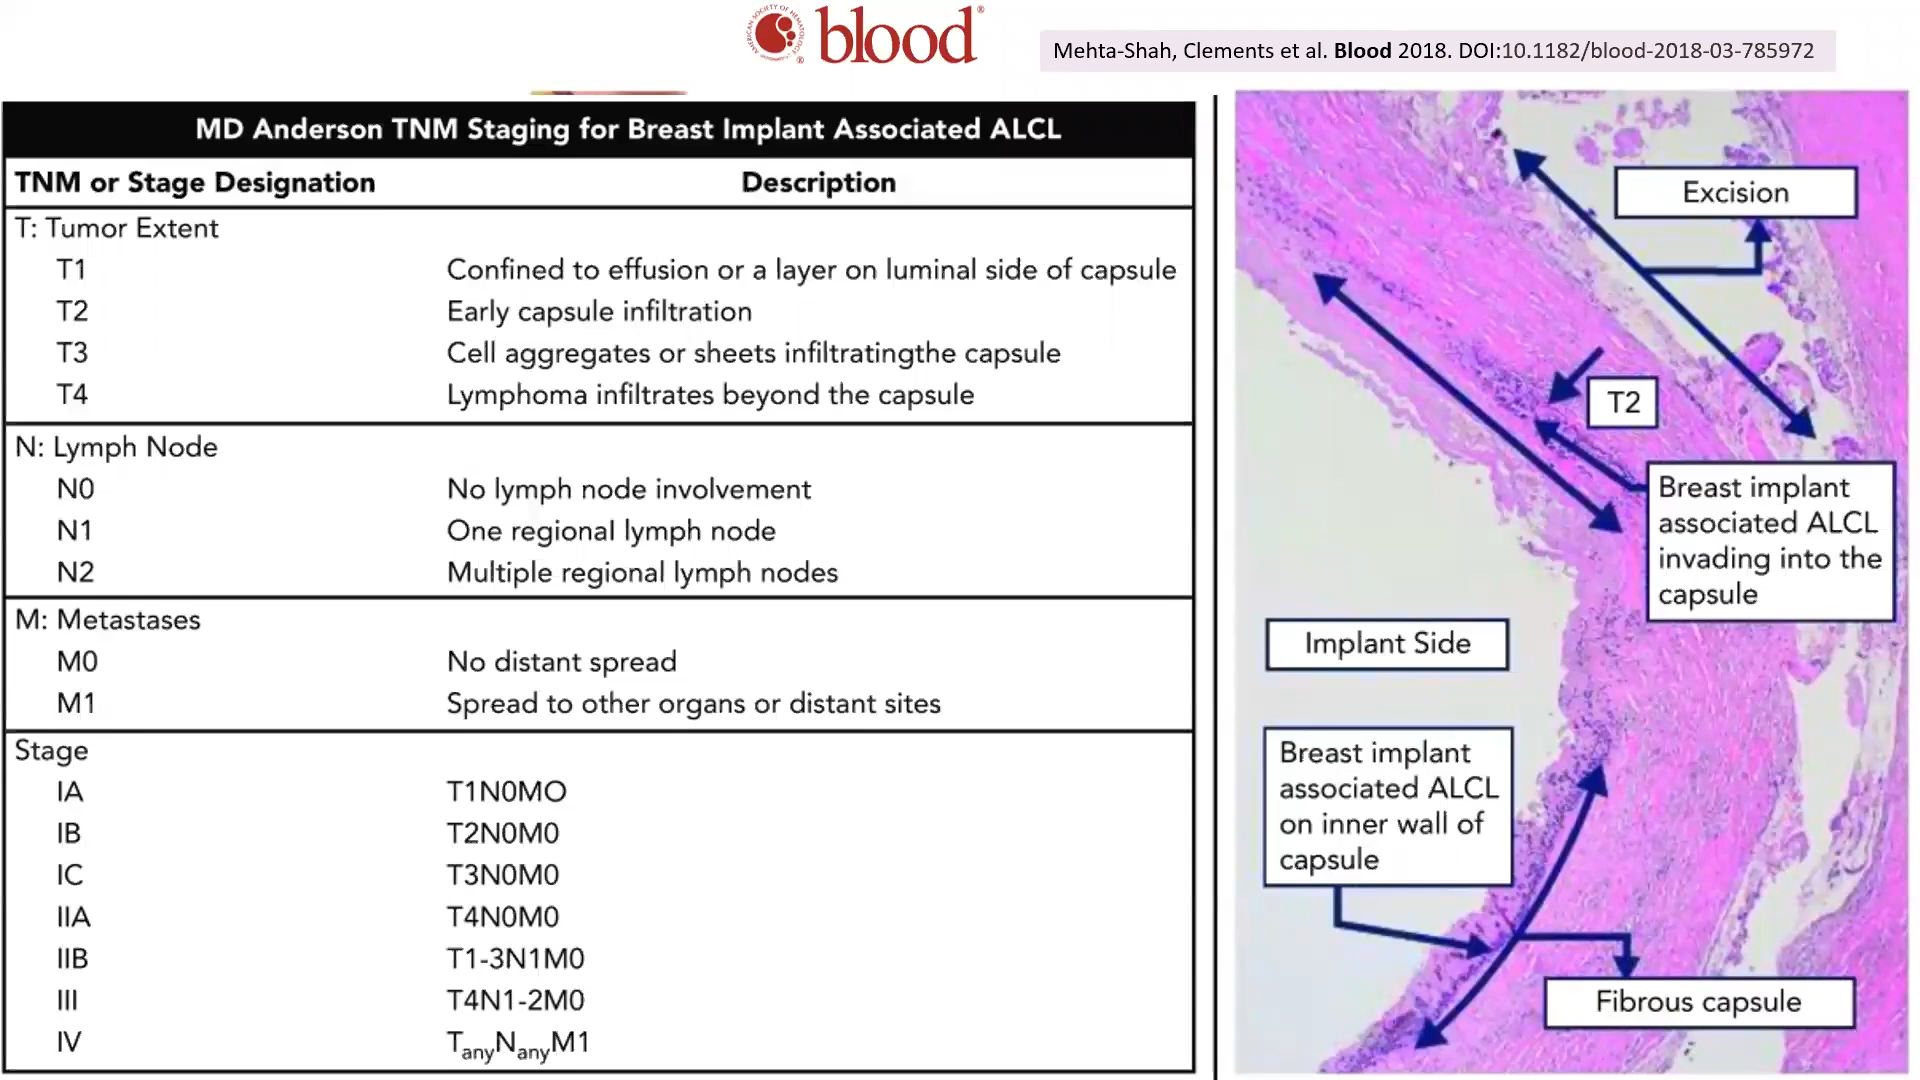 blood®
AMERICAN SOCIETY OF HEMATOLOGY
Mehta-Shah, Clements et al. Blood 2018. DOI:10.1182/blood-2018-03-785972
MD Anderson TNM Staging for Breast Implant Associated ALCL
TNM or Stage Designation Description
T: Tumor Extent
T1 Confined to effusion or a layer on luminal side of capsule
T2 Early capsule infiltration
T3 Cell aggregates or sheets infiltratingthe capsule
T4 Lymphoma infiltrates beyond the capsule
N: Lymph Node
N0 No lymph node involvement
N1 One regional lymph node
N2 Multiple regional lymph nodes
M: Metastases
M0 No distant spread
M1 Spread to other organs or distant sites
Stage
IA T1N0MO
IB T2N0M0
IC T3N0M0
IIA T4N0M0
IIB T1-3N1M0
III T4N1-2M0
IV TanyNanyM1
Excision
T2
Breast implant
associated ALCL
invading into the
capsule
Implant Side
Breast implant
associated ALCL
on inner wall of
capsule
Fibrous capsule